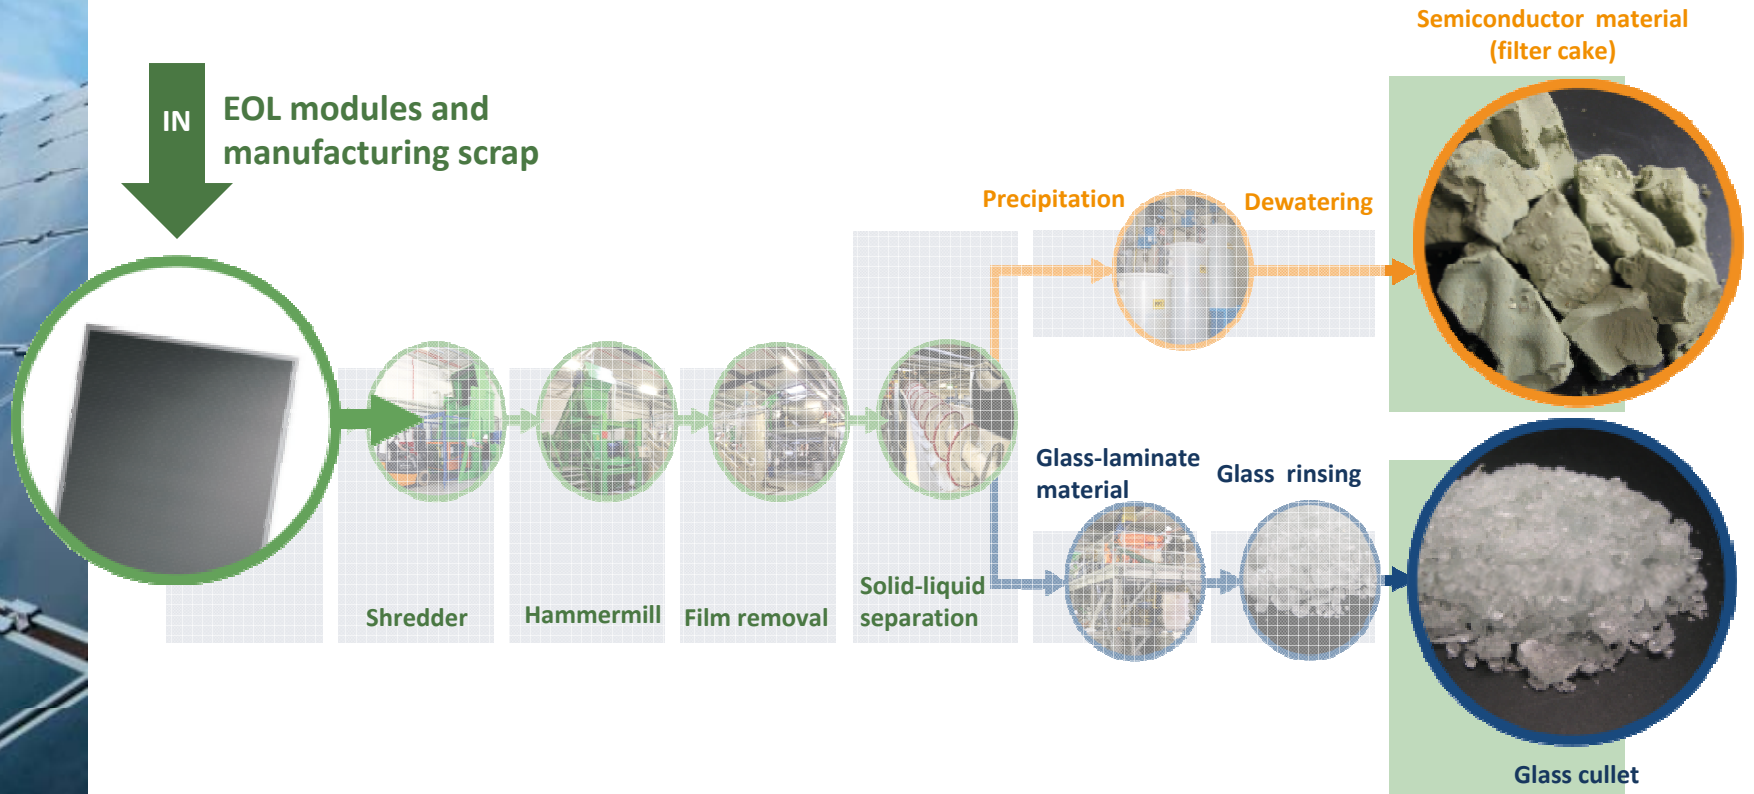 Semiconductor material
(filter cake)
IN
EOL modules and
manufacturing scrap
Precipitation
Dewatering
Glass-laminate
material
Glass rinsing
Solid-liquid
separation
Shredder
Hammermill
Film removal
Glass cullet